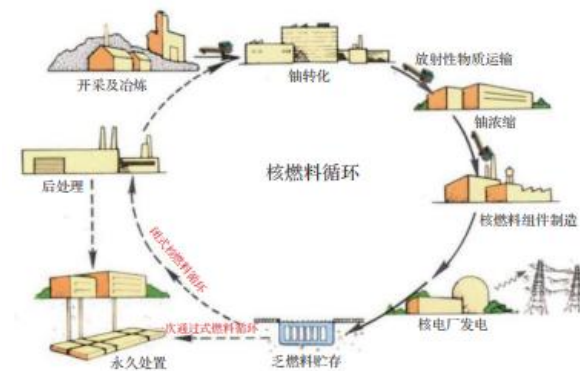 开采及冶炼
铀转化
放射性物质运输
铀浓缩
后处理
核燃料循环
核燃料组件制造
闭式核燃料循环
核电厂发电
一次通过式燃料循环
永久处置
乏燃料贮存